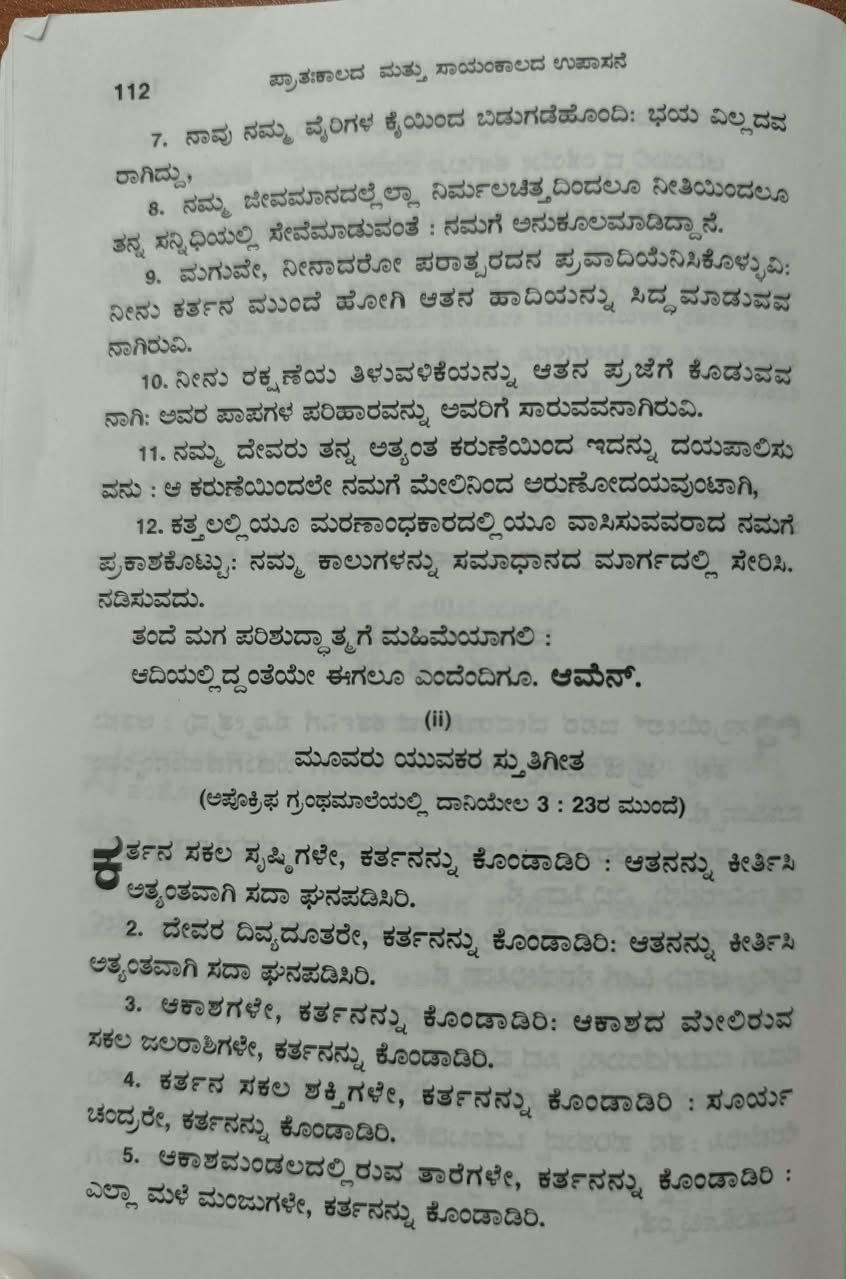 112
ಪ್ರಾತಃಕಾಲದ ಮತ್ತು ಸಾಯಂಕಾಲದ ಉಪಾಸನೆ
7. ನಾವು ನಮ್ಮ ವೈರಿಗಳ ಕೈಯಿಂದ ಬಿಡುಗಡೆಹೊಂದಿ: ಭಯ ವಿಲ್ಲದವ
ರಾಗಿದ್ದು,
8. ನಮ್ಮ ಜೀವಮಾನದಲ್ಲೆಲ್ಲಾ ನಿರ್ಮಲಚಿತ್ತದಿಂದಲೂ ನೀತಿಯಿಂದಲೂ
ತನ್ನ ಸನ್ನಿಧಿಯಲ್ಲಿ ಸೇವೆಮಾಡುವಂತೆ : ನಮಗೆ ಅನುಕೂಲಮಾಡಿದ್ದಾನೆ.
9. ಮಗುವೇ, ನೀನಾದರೋ ಪರಾತ್ಪರದನ ಪ್ರವಾದಿಯೆನಿಸಿಕೊಳ್ಳುವಿ:
ನೀನು ಕರ್ತನ ಮುಂದೆ ಹೋಗಿ ಆತನ ಹಾದಿಯನ್ನು ಸಿದ್ಧಮಾಡುವವ
ನಾಗಿರುವಿ.
10. ನೀನು ರಕ್ಷಣೆಯ ತಿಳುವಳಿಕೆಯನ್ನು ಆತನ ಪ್ರಜೆಗೆ ಕೊಡುವವ
ನಾಗಿ: ಅವರ ಪಾಪಗಳ ಪರಿಹಾರವನ್ನು ಅವರಿಗೆ ಸಾರುವವನಾಗಿರುವಿ.
11. ನಮ್ಮ ದೇವರು ತನ್ನ ಅತ್ಯಂತ ಕರುಣೆಯಿಂದ ಇದನ್ನು ದಯಪಾಲಿಸು
ವನು : ಆ ಕರುಣೆಯಿಂದಲೇ ನಮಗೆ ಮೇಲಿನಿಂದ ಅರುಣೋದಯವುಂಟಾಗಿ,
12. ಕತ್ತಲಲ್ಲಿಯೂ ಮರಣಾಂಧಕಾರದಲ್ಲಿಯೂ ವಾಸಿಸುವವರಾದ ನಮಗೆ
ಪ್ರಕಾಶಕೊಟ್ಟು: ನಮ್ಮ ಕಾಲುಗಳನ್ನು ಸಮಾಧಾನದ ಮಾರ್ಗದಲ್ಲಿ ಸೇರಿಸಿ.
ನಡಿಸುವದು.
ತಂದೆ ಮಗ ಪರಿಶುದ್ಧಾತ್ಮಗೆ ಮಹಿಮೆಯಾಗಲಿ :
ಆದಿಯಲ್ಲಿದ್ದಂತೆಯೇ ಈಗಲೂ ಎಂದೆಂದಿಗೂ. ಆಮೆನ್.
(ii)
ಮೂವರು ಯುವಕರ ಸ್ತುತಿಗೀತ
(ಅಪೊಕ್ರಿಫ ಗ್ರಂಥಮಾಲೆಯಲ್ಲಿ ದಾನಿಯೇಲ 3 : 23ರ ಮುಂದೆ)
ಕರ್ತನ ಸಕಲ ಸೃಷ್ಠಿಗಳೇ, ಕರ್ತನನ್ನು ಕೊಂಡಾಡಿರಿ : ಆತನನ್ನು ಕೀರ್ತಿಸಿ
ಅತ್ಯಂತವಾಗಿ ಸದಾ ಘನಪಡಿಸಿರಿ.
2. ದೇವರ ದಿವ್ಯದೂತರೇ, ಕರ್ತನನ್ನು ಕೊಂಡಾಡಿರಿ: ಆತನನ್ನು ಕೀರ್ತಿಸಿ
ಅತ್ಯಂತವಾಗಿ ಸದಾ ಘನಪಡಿಸಿರಿ.
3. ಆಕಾಶಗಳೇ, ಕರ್ತನನ್ನು ಕೊಂಡಾಡಿರಿ: ಆಕಾಶದ ಮೇಲಿರುವ
ಸಕಲ ಜಲರಾಶಿಗಳೇ, ಕರ್ತನನ್ನು ಕೊಂಡಾಡಿರಿ.
4. ಕರ್ತನ ಸಕಲ ಶಕ್ತಿಗಳೇ, ಕರ್ತನನ್ನು ಕೊಂಡಾಡಿರಿ : ಸೂರ್ಯ
ಚಂದ್ರರೇ, ಕರ್ತನನ್ನು ಕೊಂಡಾಡಿರಿ.
5. ಆಕಾಶಮಂಡಲದಲ್ಲಿರುವ ತಾರೆಗಳೇ, ಕರ್ತನನ್ನು ಕೊಂಡಾಡಿರಿ :
ಎಲ್ಲಾ ಮಳೆ ಮಂಜುಗಳೇ, ಕರ್ತನನ್ನು ಕೊಂಡಾಡಿರಿ.